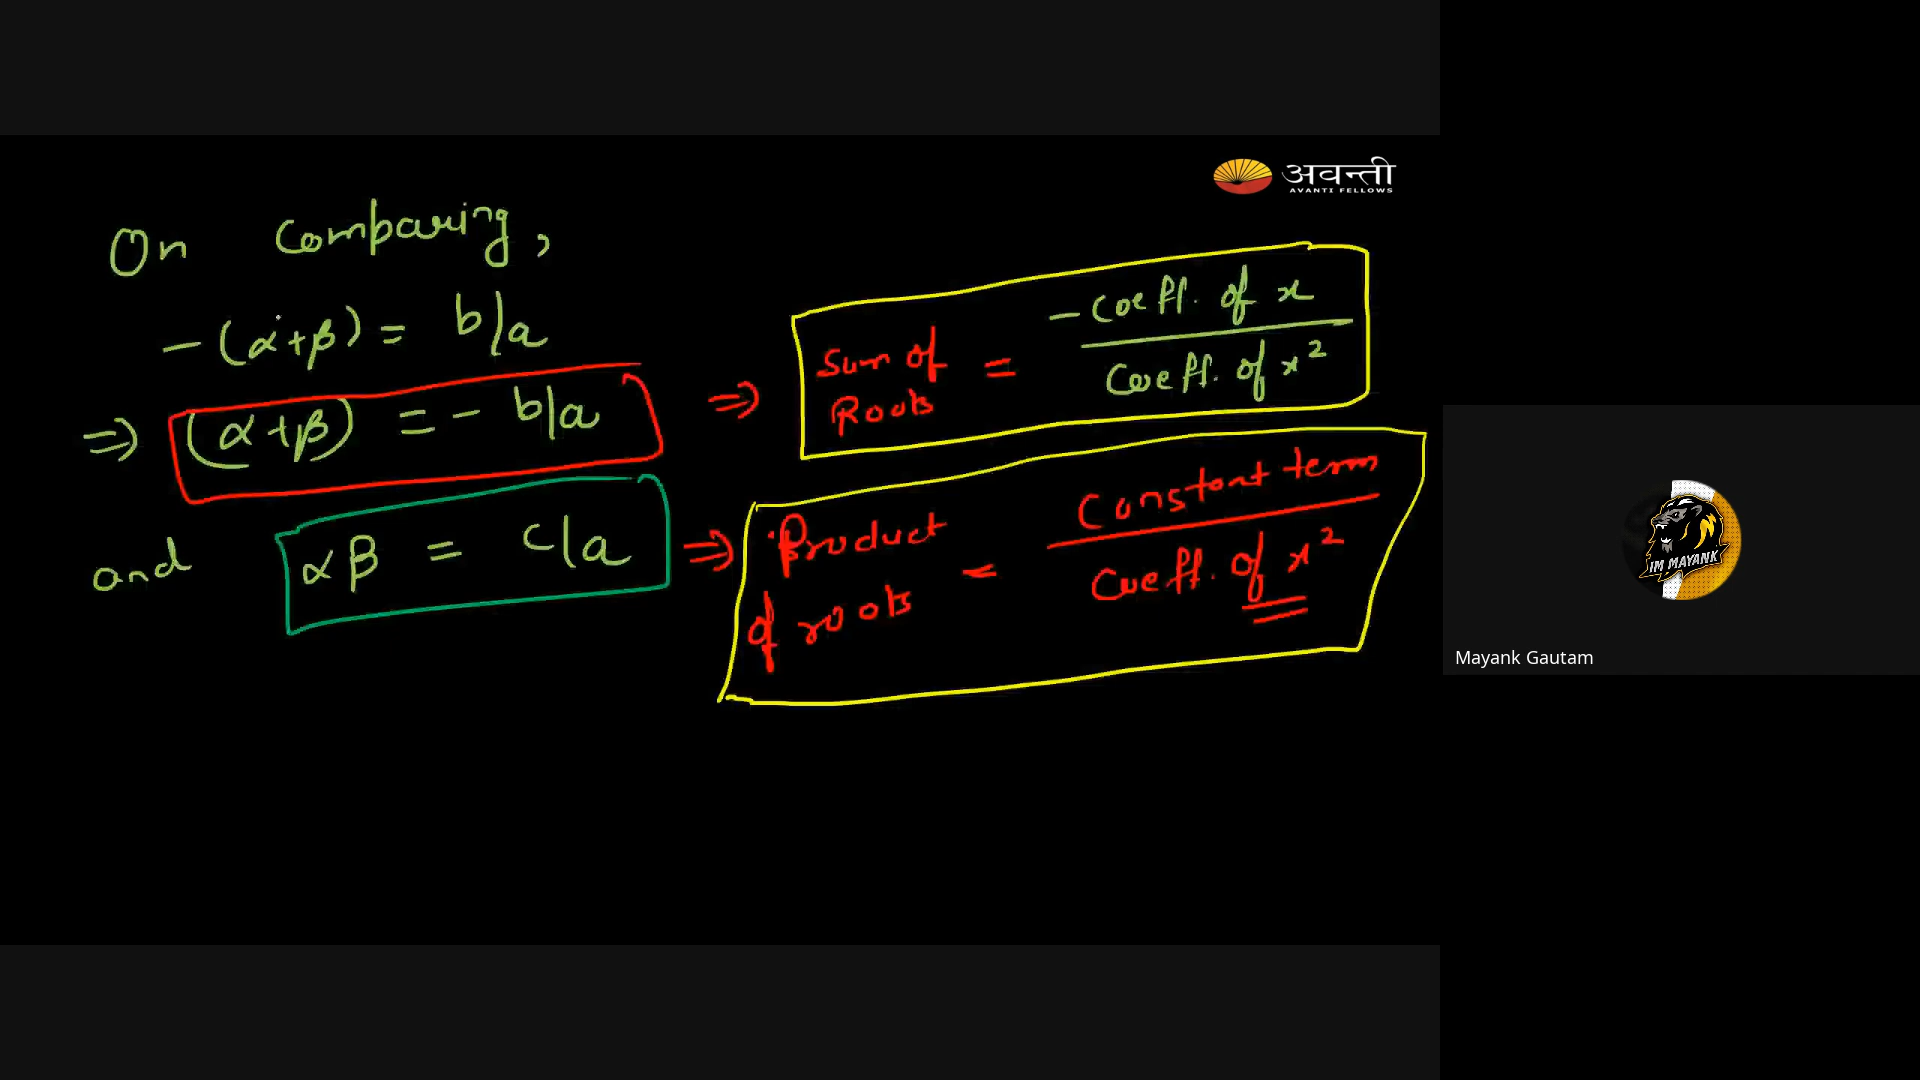 अवन्ती
AVANTI FELLOWS
On comparing,
-(α+β) = b/a
⇒ (α+β) = - b/a
⇒ Sum of Roots = -coeff. of x / coeff. of x²
and αβ = c/a
⇒ Product of roots = Constant term / coeff. of x²
IM MAYANK
Mayank Gautam